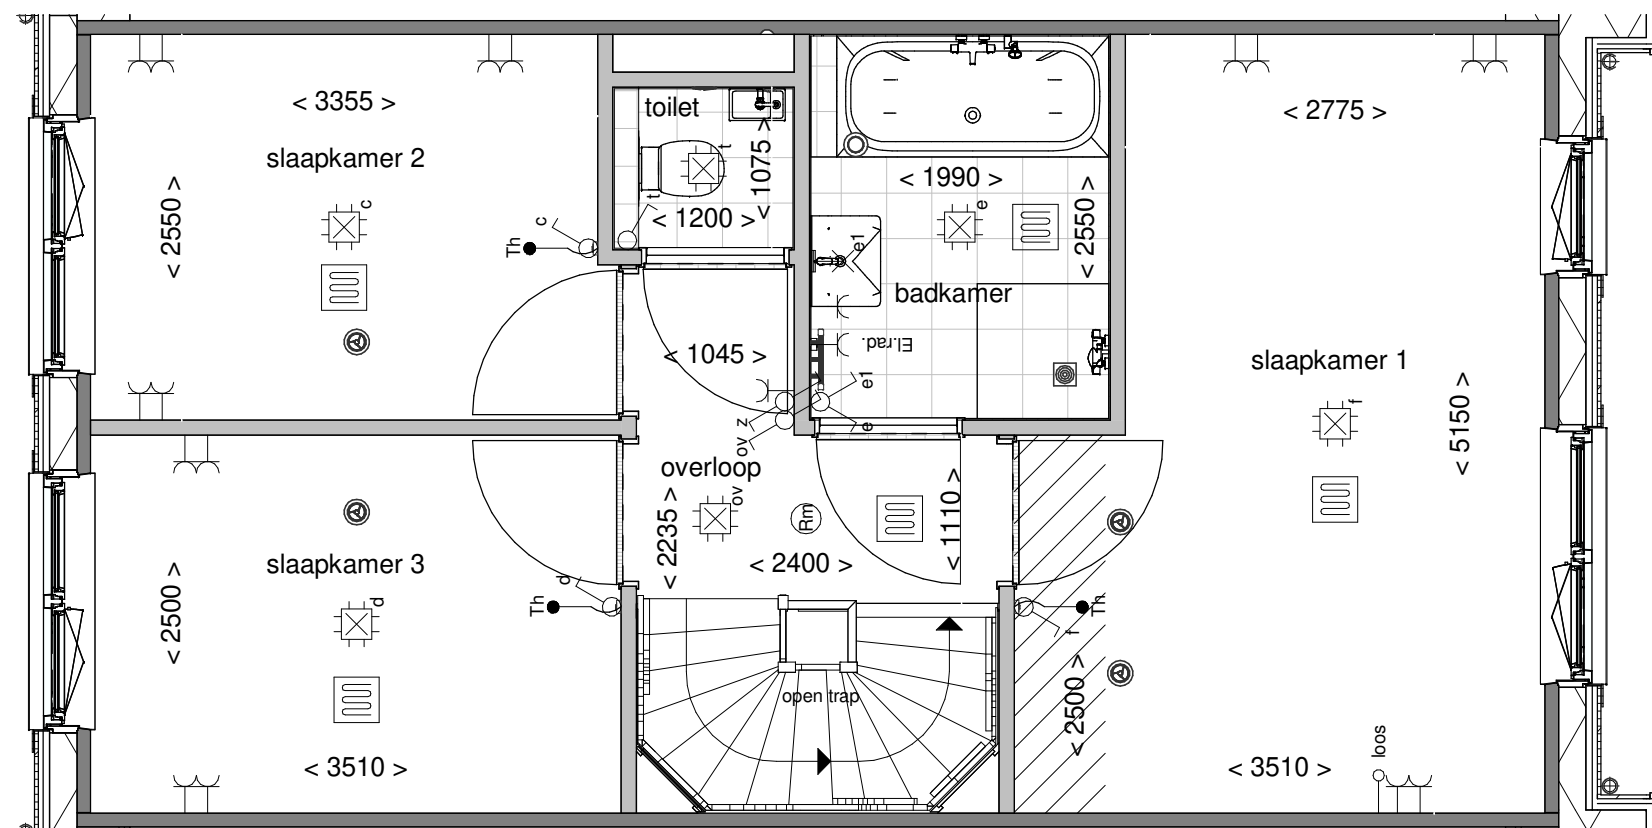 < 3355 >
slaapkamer 2
< 2550 >
c
c
Th
toilet
t
t
< 1075 >
< 1200 >
< 1990 >
e
e1
< 2550 >
badkamer
El.rad.
e1
e
< 1045 >
z
ov
overloop
ov
< 2235 >
Rm
< 2400 >
< 1110 >
< 2775 >
slaapkamer 1
f
< 5150 >
slaapkamer 3
d
d
Th
< 2500 >
< 3510 >
open trap
Th
f
< 2500 >
< 3510 >
loos